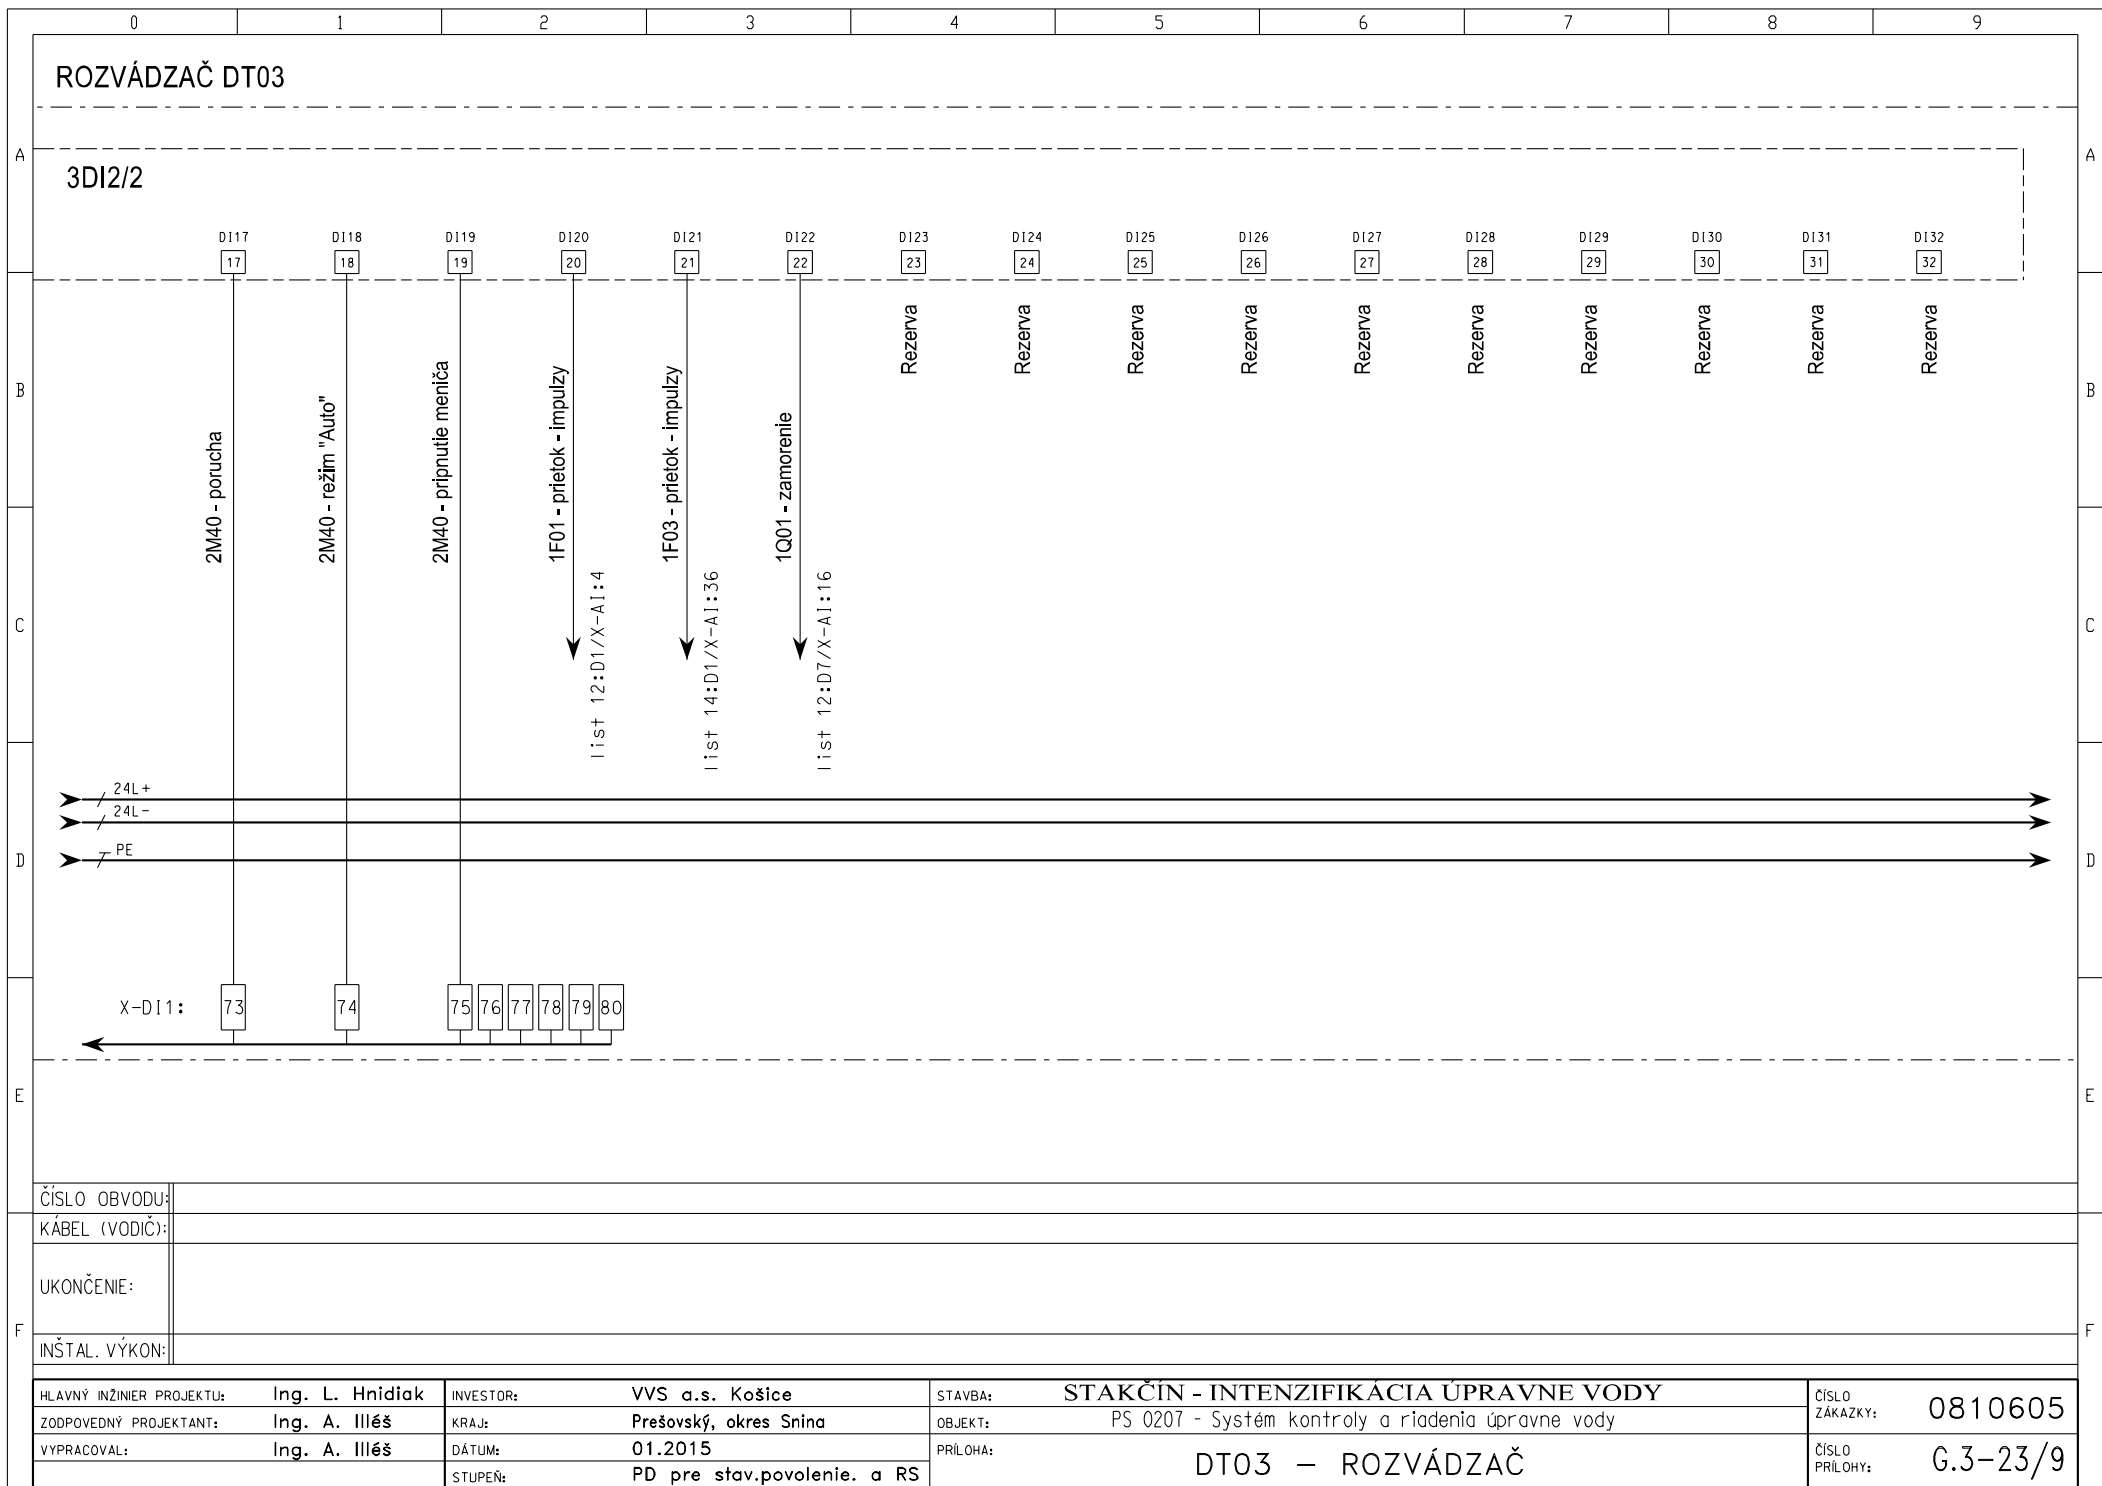 0 1 2 3 4 5 6 7 8 9
ROZVÁDZAČ DT03
A A
3DI2/2
DI17 DI18 DI19 DI20 DI21 DI22 DI23 DI24 DI25 DI26 DI27 DI28 DI29 DI30 DI31 DI32
17 18 19 20 21 22 23 24 25 26 27 28 29 30 31 32
2M40 - porucha
2M40 - režim "Auto"
2M40 - pripnutie meniča
1F01 - prietok - impulzy
list 12:D1/X-AI:4
1F03 - prietok - impulzy
list 14:D1/X-AI:36
1Q01 - zamorenie
list 12:D7/X-AI:16
Rezerva
Rezerva
Rezerva
Rezerva
Rezerva
Rezerva
Rezerva
Rezerva
Rezerva
Rezerva
B B
C C
24L+
24L-
PE
D D
X-DI1: 73 74 75 76 77 78 79 80
E E
ČÍSLO OBVODU:
KÁBEL (VODIČ):
UKONČENIE:
F F
INŠTAL. VÝKON:
HLAVNÝ INŽINIER PROJEKTU: Ing. L. Hnidiak
ZODPOVEDNÝ PROJEKTANT: Ing. A. Illéš
VYPRACOVAL: Ing. A. Illéš
INVESTOR: VVS a.s. Košice
KRAJ: Prešovský, okres Snina
DÁTUM: 01.2015
STUPEŇ: PD pre stav.povolenie. a RS
STAVBA: STAKČÍN - INTENZIFIKÁCIA ÚPRAVNE VODY
OBJEKT: PS 0207 - Systém kontroly a riadenia úpravne vody
PRÍLOHA: DT03 – ROZVÁDZAČ
ČÍSLO ZÁKAZKY: 0810605
ČÍSLO PRÍLOHY: G.3-23/9